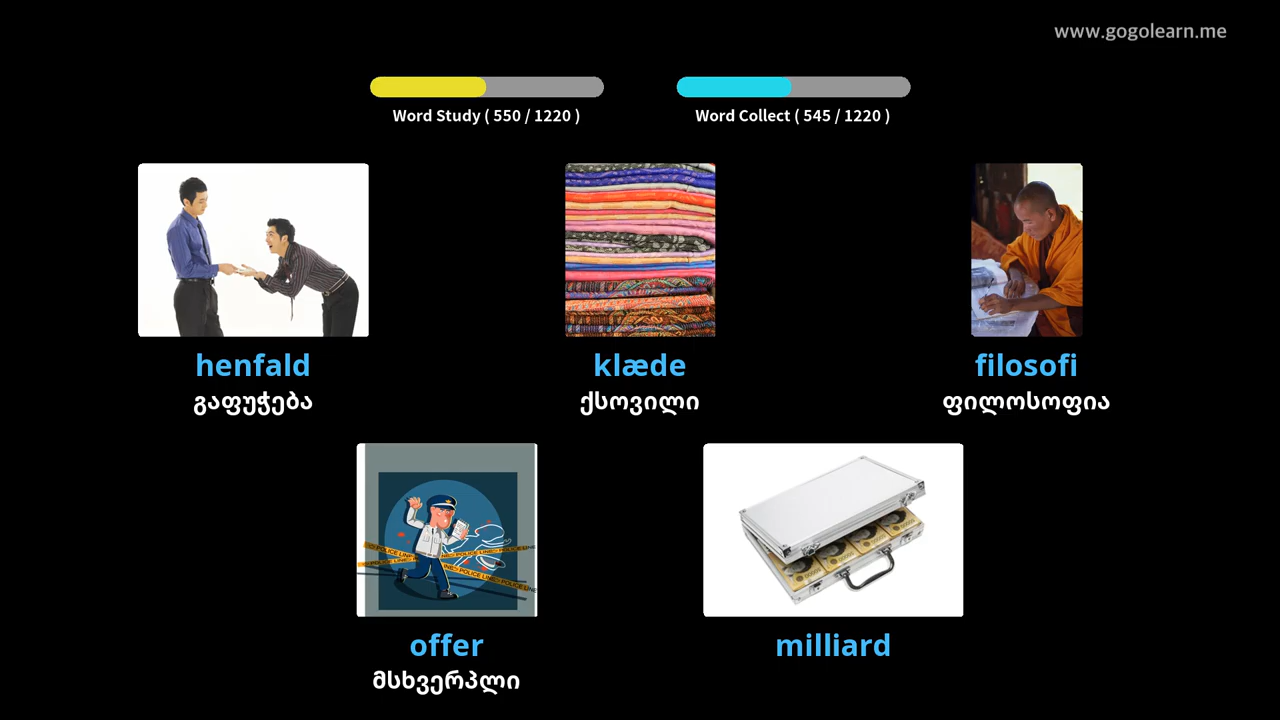 www.gogolearn.me
Word Study ( 550 / 1220 )
Word Collect ( 545 / 1220 )
henfald
გაფუჭება
klæde
ქსოვილი
filosofi
ფილოსოფია
offer
მსხვერპლი
milliard